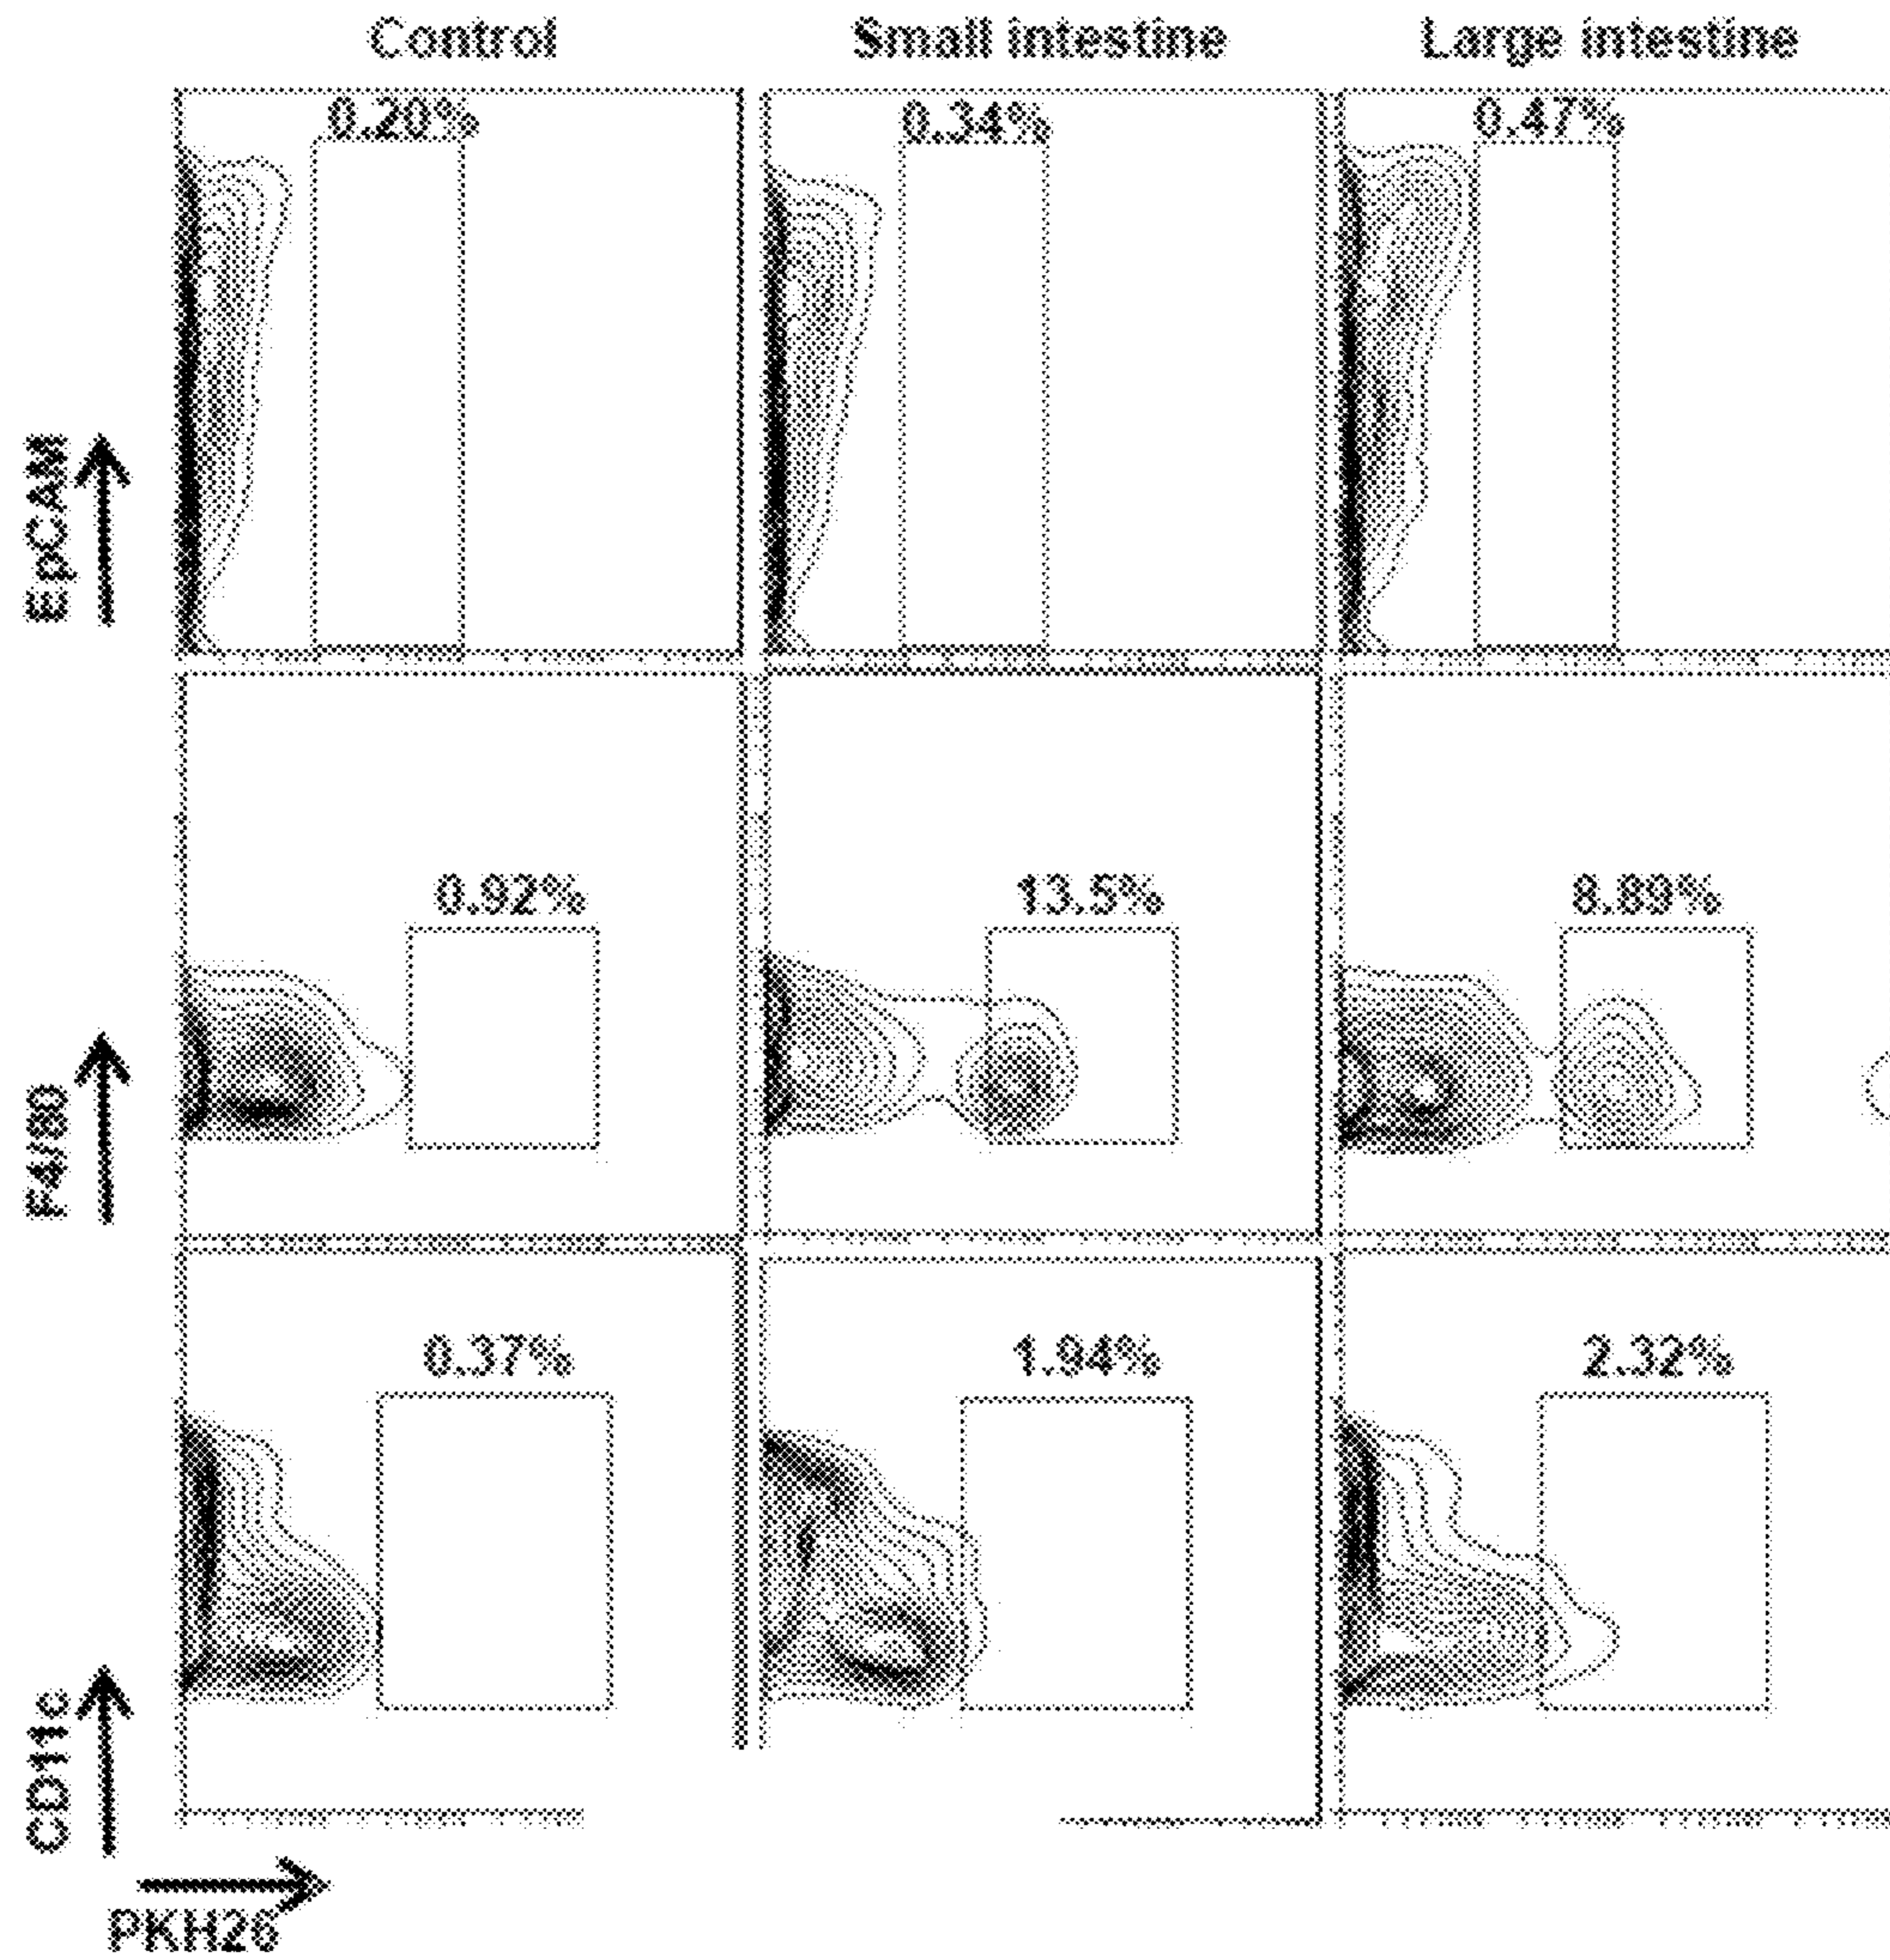 Control Small intestine Large intestine
0.20% 0.34% 0.47%
EpCAM
0.92% 13.5% 8.89%
F4/80
0.37% 1.94% 2.32%
CD11c
PKH26